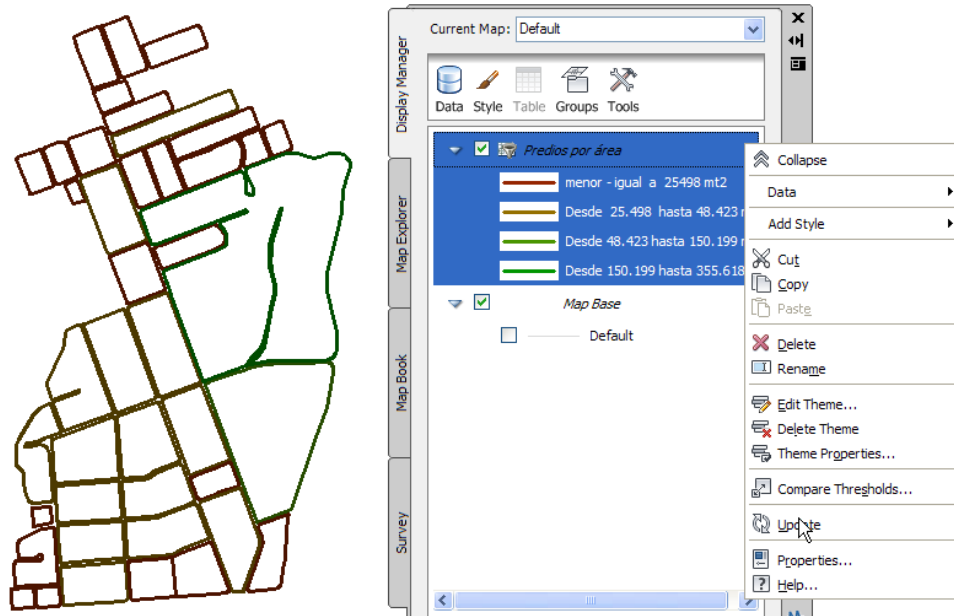 Current Map: Default
Display Manager
Data Style Table Groups Tools
Predios por área
menor - igual a 25498 mt2
Desde 25.498 hasta 48.423
Desde 48.423 hasta 150.199
Desde 150.199 hasta 355.618
Map Base
Default
Map Explorer
Map Book
Survey
Collapse
Data
Add Style
Cut
Copy
Paste
Delete
Rename
Edit Theme...
Delete Theme
Theme Properties...
Compare Thresholds...
Update
Properties...
Help...